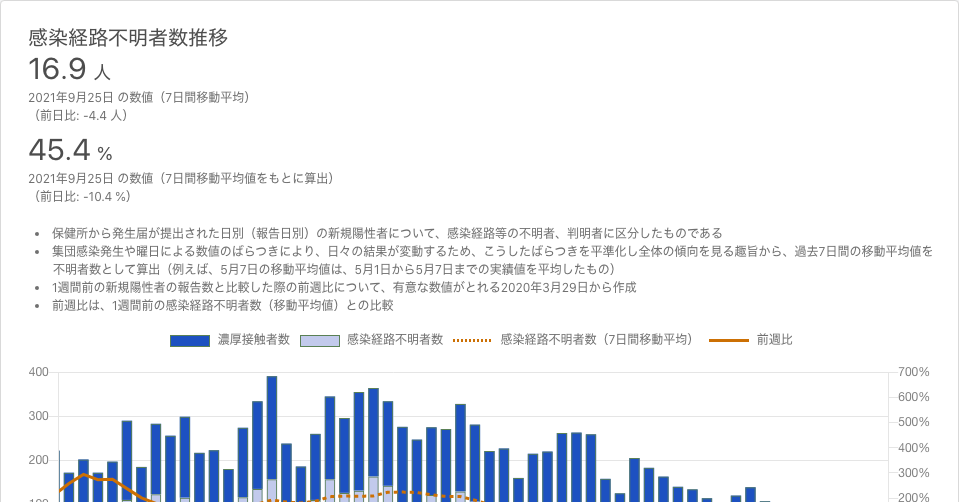 感染経路不明者数推移
16.9 人
2021年9月25日 の数値（7日間移動平均）
（前日比: -4.4 人）
45.4 %
2021年9月25日 の数値（7日間移動平均値をもとに算出）
（前日比: -10.4 %）
• 保健所から発生届が提出された日別（報告日別）の新規陽性者について、感染経路等の不明者、判明者に区分したものである
• 集団感染発生や曜日による数値のばらつきにより、日々の結果が変動するため、こうしたばらつきを平準化し全体の傾向を見る趣旨から、過去7日間の移動平均値を
不明者数として算出（例えば、5月7日の移動平均値は、5月1日から5月7日までの実績値を平均したもの）
• 1週間前の新規陽性者の報告数と比較した際の前週比について、有意な数値がとれる2020年3月29日から作成
• 前週比は、1週間前の感染経路不明者数（移動平均値）との比較
濃厚接触者数 感染経路不明者数 感染経路不明者数（7日間移動平均） 前週比
400 700%
600%
300 500%
400%
200 300%
100 200%